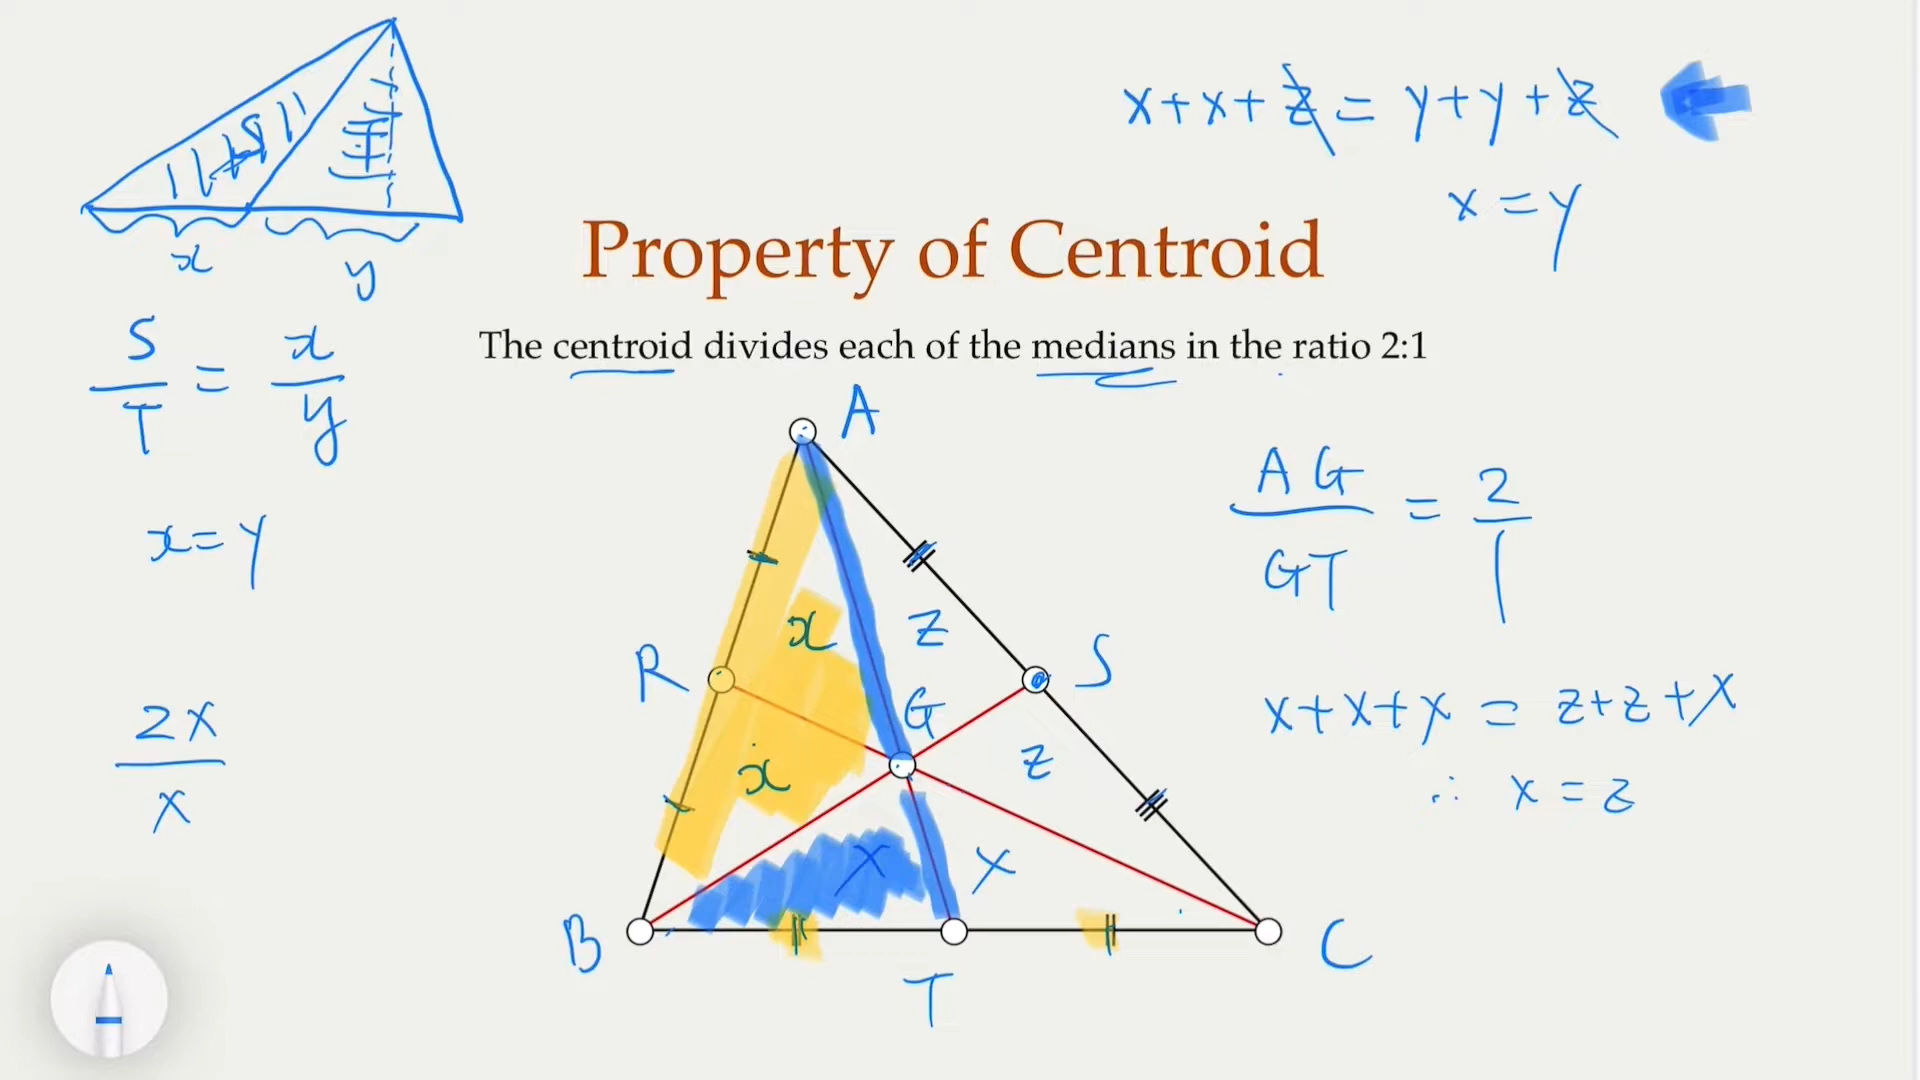 x+x+z=y+y+z
x=y
x
y
Property of Centroid
The centroid divides each of the medians in the ratio 2:1
S/T = x/y
x=y
2x/x
A
R
S
G
B
T
C
x
z
x
z
x
x
AG/GT = 2/1
x+x+x = z+z+x
∴ x=z